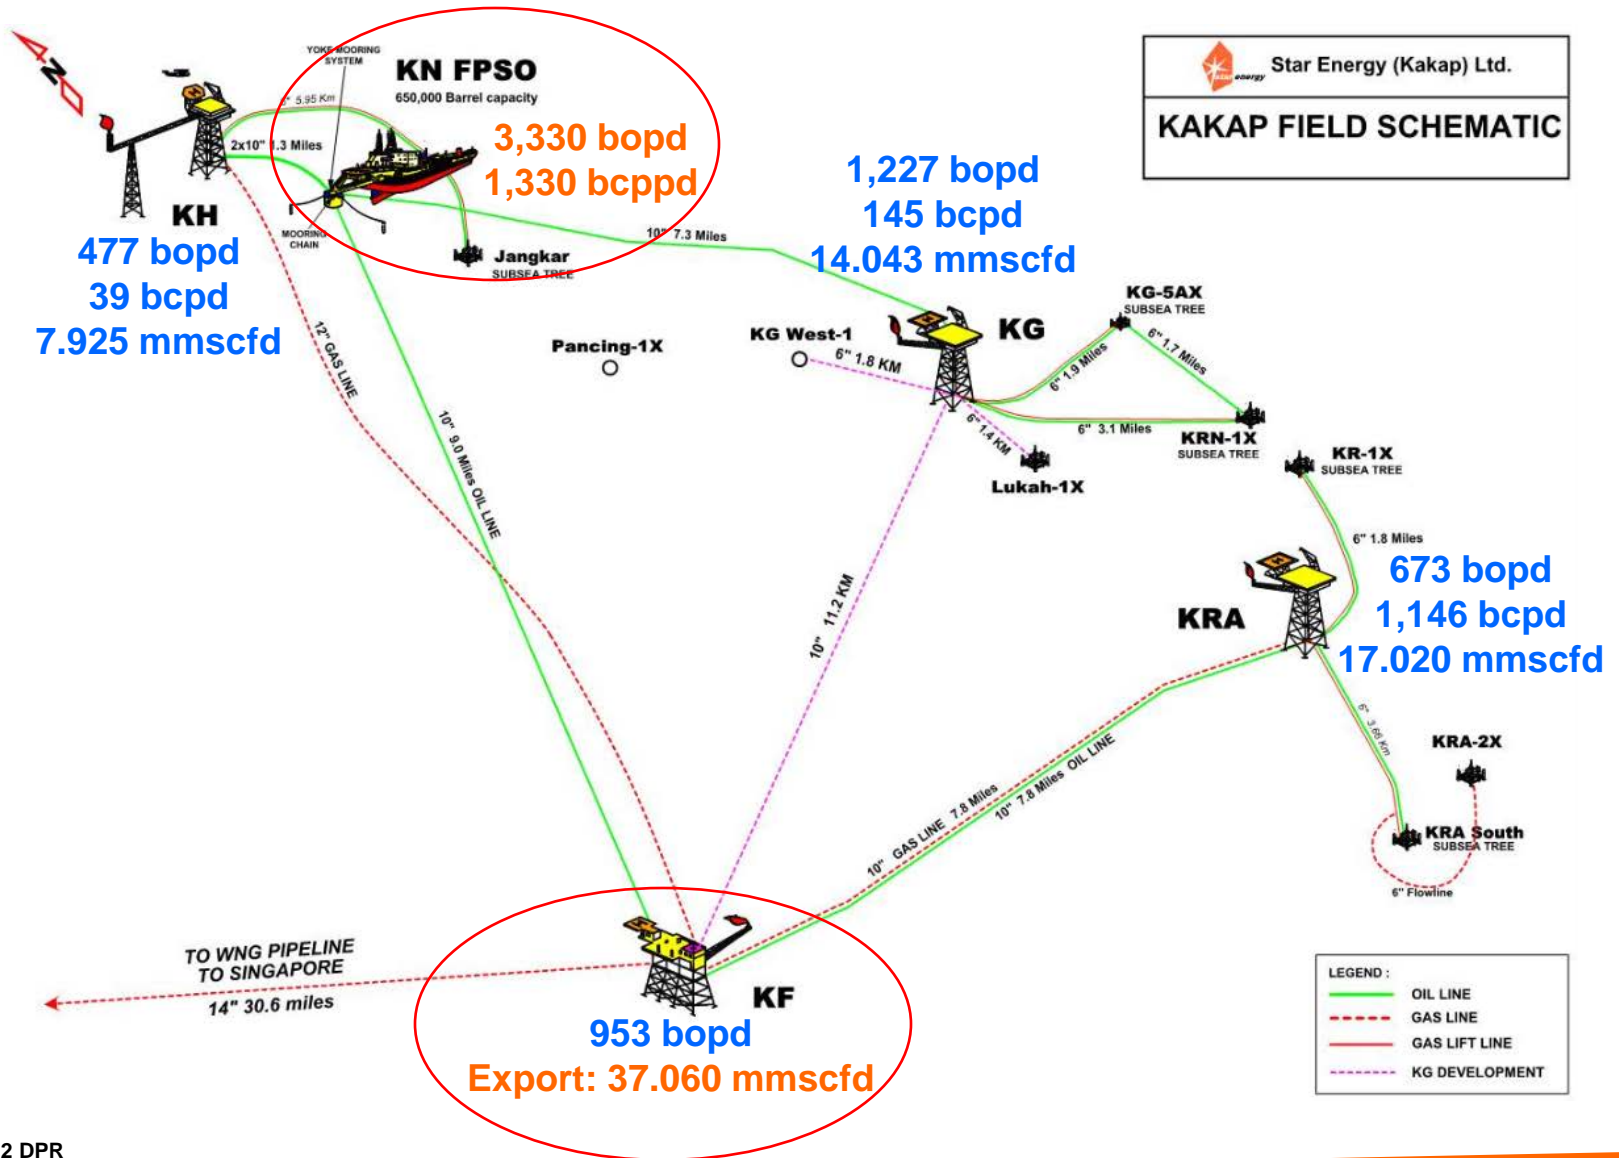 N
YOKE MOORING
SYSTEM
KN FPSO
650,000 Barrel capacity
Star Energy (Kakap) Ltd.
star energy
KAKAP FIELD SCHEMATIC
5.95 Km
2x10" 1.3 Miles
3,330 bopd
1,330 bcppd
KH
477 bopd
39 bcpd
7.925 mmscfd
MOORING
CHAIN
Jangkar
SUBSEA TREE
10" 7.3 Miles
1,227 bopd
145 bcpd
14.043 mmscfd
KG-5AX
SUBSEA TREE
KG
KG West-1
6" 1.8 KM
Pancing-1X
6" 1.9 Miles
6" 1.7 Miles
6" 3.1 Miles
KRN-1X
SUBSEA TREE
6" 1.4 KM
Lukah-1X
KR-1X
SUBSEA TREE
6" 1.8 Miles
12" GAS LINE
10" 9.0 Miles OIL LINE
10" 11.2 KM
KRA
673 bopd
1,146 bcpd
17.020 mmscfd
6" 3.66 Km
KRA-2X
KRA South
SUBSEA TREE
6" Flowline
10" GAS LINE 7.8 Miles
10" 7.8 Miles OIL LINE
TO WNG PIPELINE
TO SINGAPORE
14" 30.6 miles
KF
953 bopd
Export: 37.060 mmscfd
LEGEND :
OIL LINE
GAS LINE
GAS LIFT LINE
KG DEVELOPMENT
2 DPR